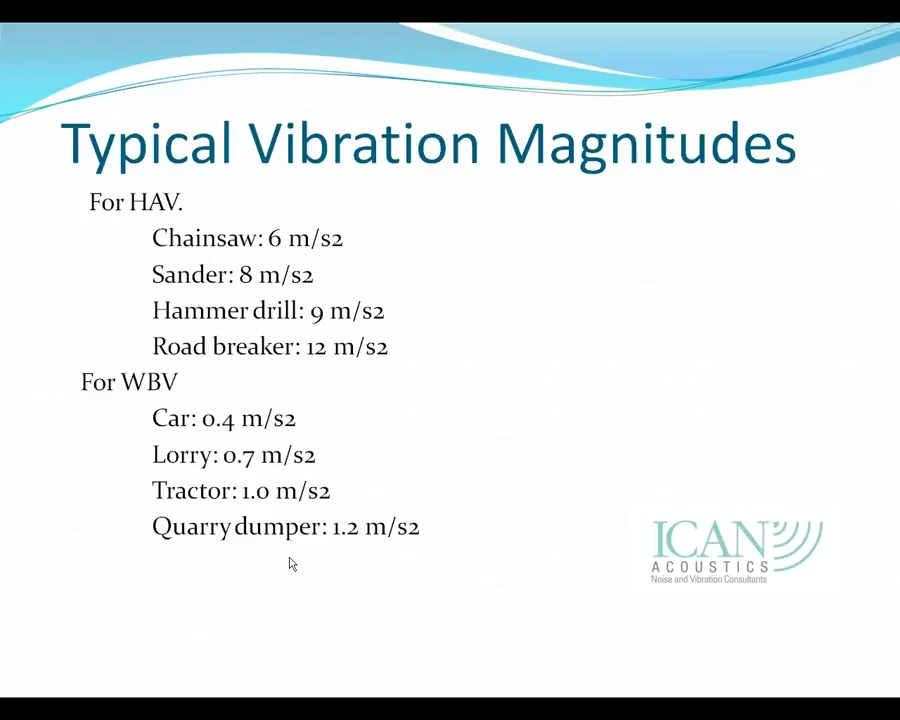 Typical Vibration Magnitudes
For HAV.
Chainsaw: 6 m/s2
Sander: 8 m/s2
Hammer drill: 9 m/s2
Road breaker: 12 m/s2
For WBV
Car: 0.4 m/s2
Lorry: 0.7 m/s2
Tractor: 1.0 m/s2
Quarry dumper: 1.2 m/s2
ICAN
ACOUSTICS
Noise and Vibration Consultants